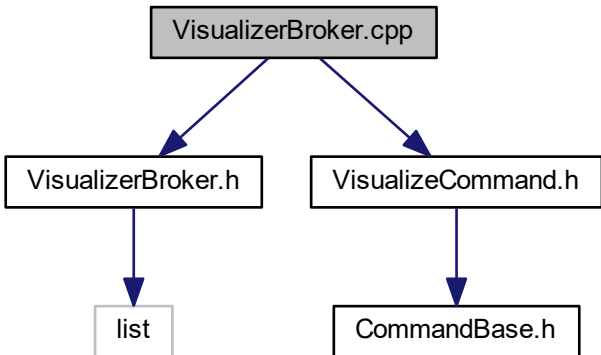 VisualizerBroker.cpp
VisualizerBroker.h
VisualizeCommand.h
list
CommandBase.h